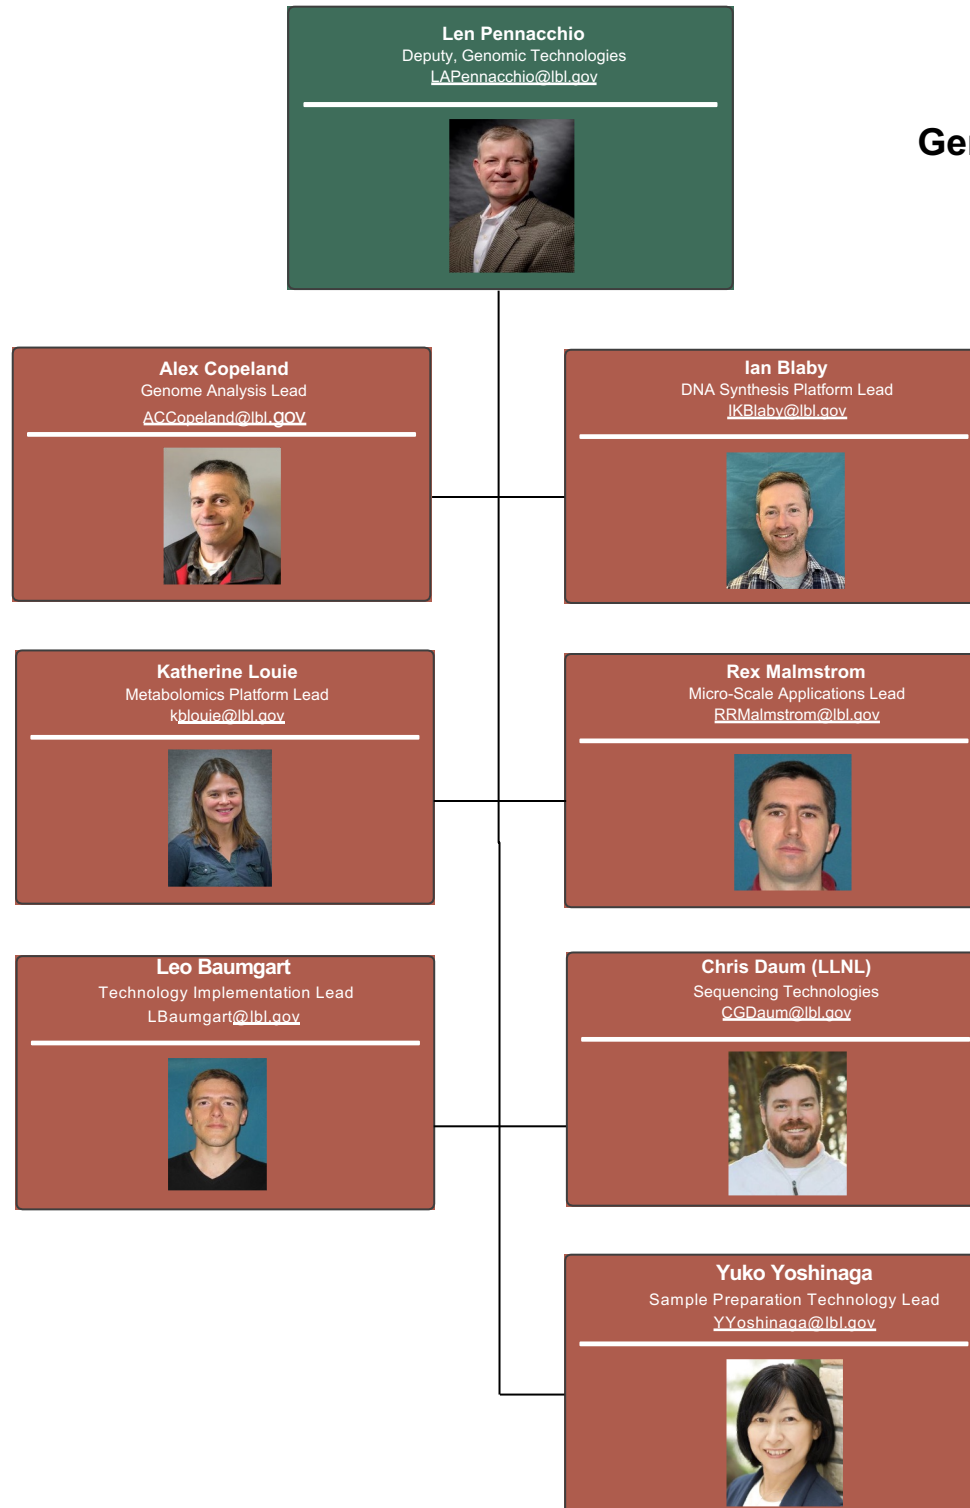 Len Pennacchio
Deputy, Genomic Technologies
LAPennacchio@lbl.gov
Ger
Alex Copeland
Genome Analysis Lead
ACCopeland@lbl.gov
Ian Blaby
DNA Synthesis Platform Lead
IKBlaby@lbl.gov
Katherine Louie
Metabolomics Platform Lead
kblouie@lbl.gov
Rex Malmstrom
Micro-Scale Applications Lead
RRMalmstrom@lbl.gov
Leo Baumgart
Technology Implementation Lead
LBaumgart@lbl.gov
Chris Daum (LLNL)
Sequencing Technologies
CGDaum@lbl.gov
Yuko Yoshinaga
Sample Preparation Technology Lead
YYoshinaga@lbl.gov